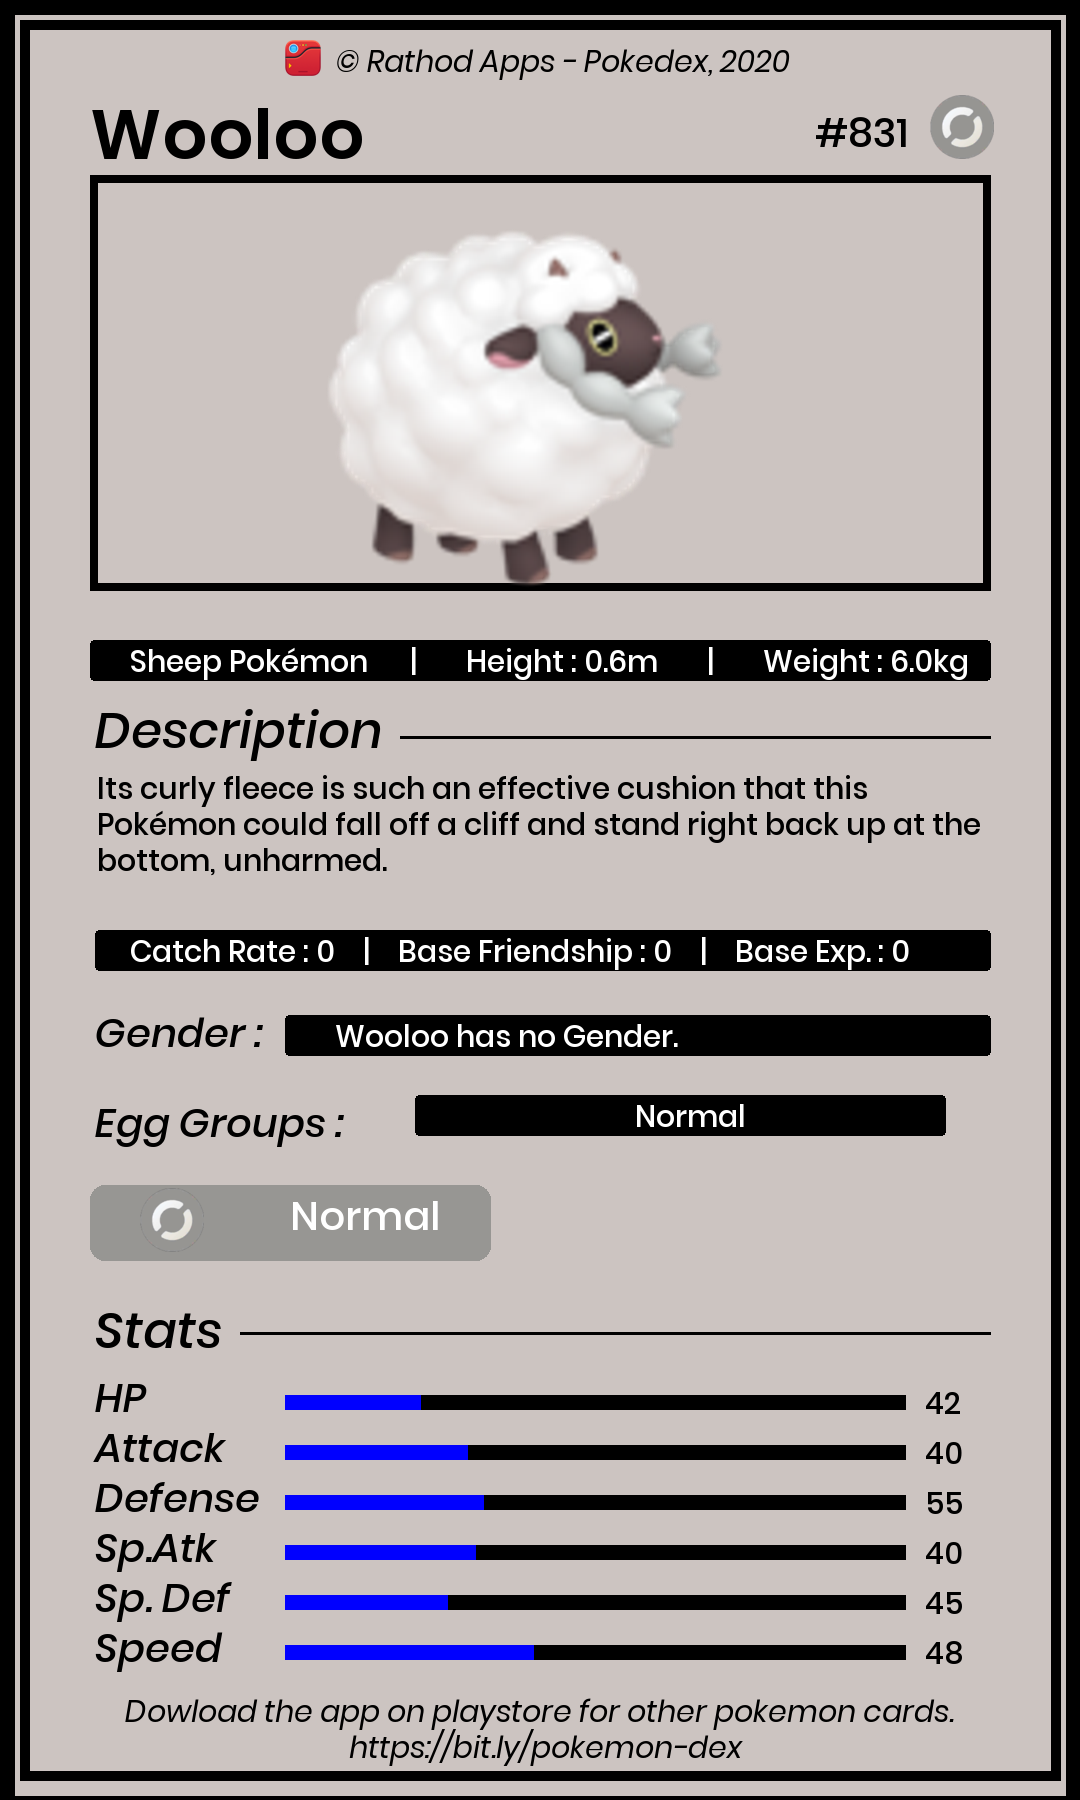 © Rathod Apps - Pokedex, 2020
Wooloo
#831
Sheep Pokémon | Height : 0.6m | Weight : 6.0kg
Description
Its curly fleece is such an effective cushion that this
Pokémon could fall off a cliff and stand right back up at the
bottom, unharmed.
Catch Rate : 0 | Base Friendship : 0 | Base Exp. : 0
Gender : Wooloo has no Gender.
Egg Groups : Normal
Normal
Stats
HP 42
Attack 40
Defense 55
Sp.Atk 40
Sp. Def 45
Speed 48
Dowload the app on playstore for other pokemon cards.
https://bit.ly/pokemon-dex